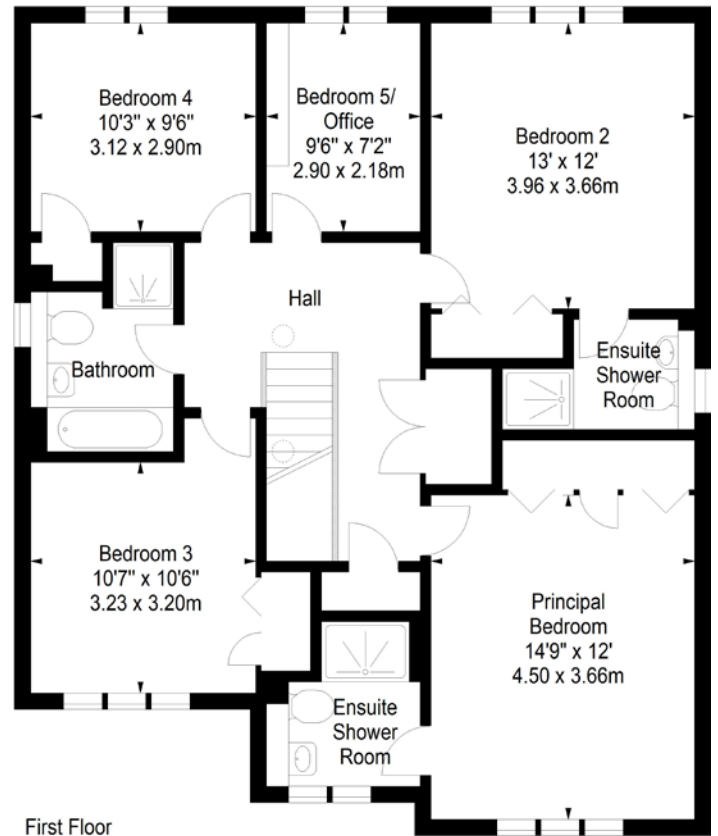 Bedroom 4
10'3" x 9'6"
3.12 x 2.90m
Bedroom 5/
Office
9'6" x 7'2"
2.90 x 2.18m
Bedroom 2
13' x 12'
3.96 x 3.66m
Hall
Bathroom
Ensuite
Shower
Room
Bedroom 3
10'7" x 10'6"
3.23 x 3.20m
Principal
Bedroom
14'9" x 12'
4.50 x 3.66m
Ensuite
Shower
Room
First Floor